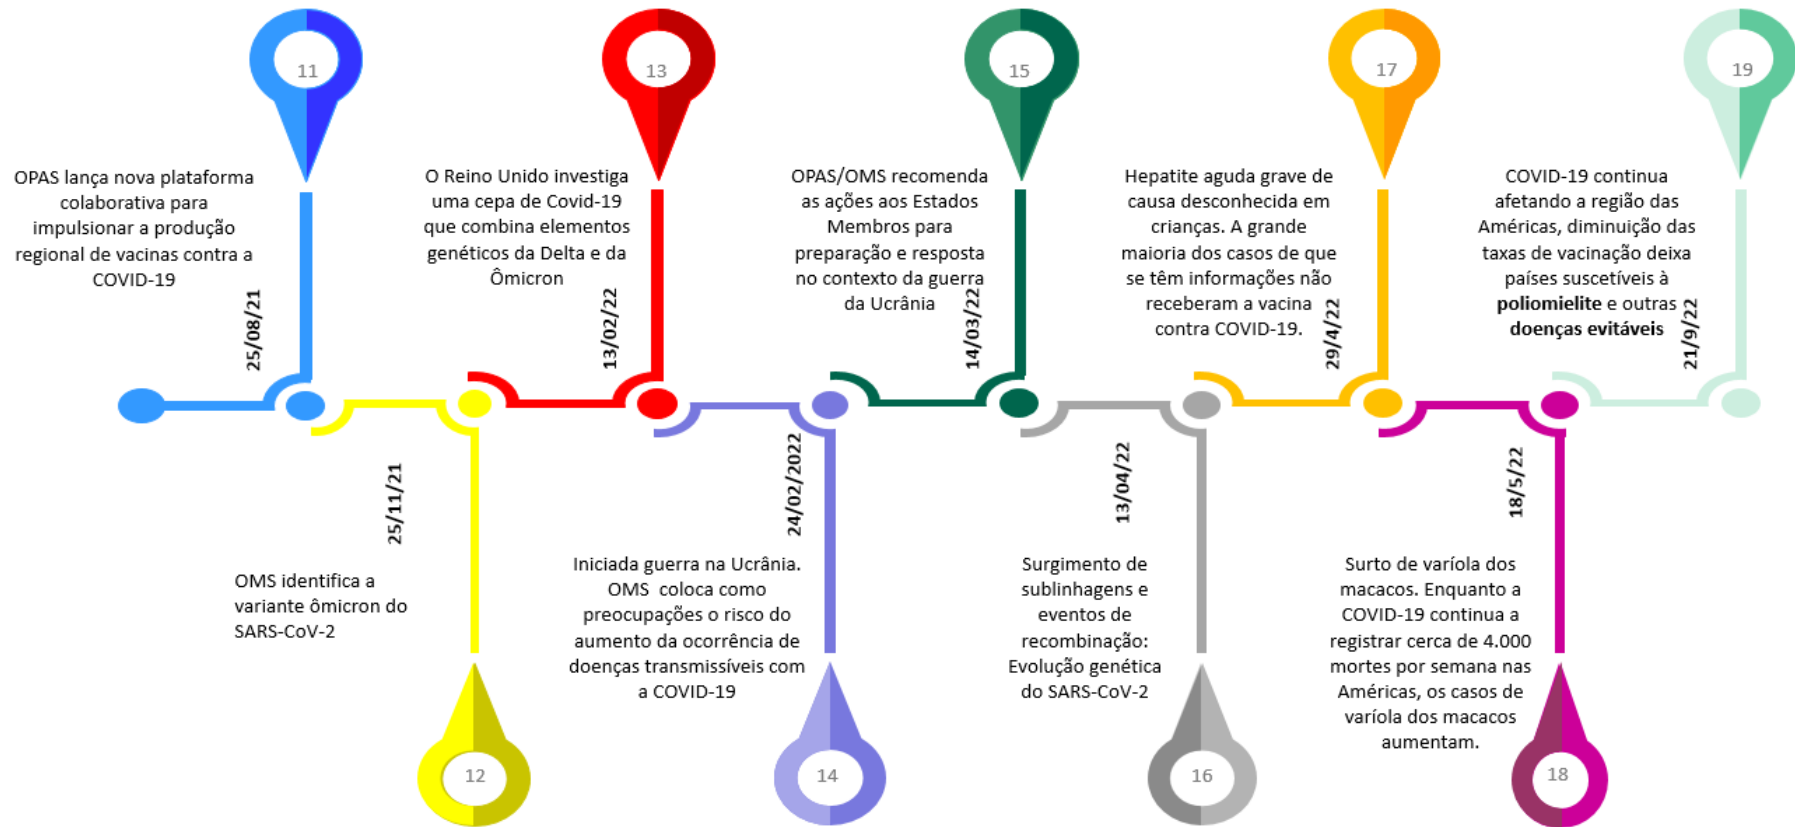 11
OPAS lança nova plataforma
colaborativa para
impulsionar a produção
regional de vacinas contra a
COVID-19
25/08/21
12
25/11/21
OMS identifica a
variante ômicron do
SARS-CoV-2
13
O Reino Unido investiga
uma cepa de Covid-19
que combina elementos
genéticos da Delta e da
Ômicron
13/02/22
14
24/02/2022
Iniciada guerra na Ucrânia.
OMS coloca como
preocupações o risco do
aumento da ocorrência de
doenças transmissíveis com
a COVID-19
15
OPAS/OMS recomenda
as ações aos Estados
Membros para
preparação e resposta
no contexto da guerra
da Ucrânia
14/03/22
16
13/04/22
Surgimento de
sublinhagens e
eventos de
recombinação:
Evolução genética
do SARS-CoV-2
17
Hepatite aguda grave de
causa desconhecida em
crianças. A grande
maioria dos casos de que
se têm informações não
receberam a vacina
contra COVID-19.
29/4/22
18
18/5/22
Surto de varíola dos
macacos. Enquanto a
COVID-19 continua a
registrar cerca de 4.000
mortes por semana nas
Américas, os casos de
varíola dos macacos
aumentam.
19
COVID-19 continua
afetando a região das
Américas, diminuição das
taxas de vacinação deixa
países suscetíveis à
poliomielite e outras
doenças evitáveis
21/9/22